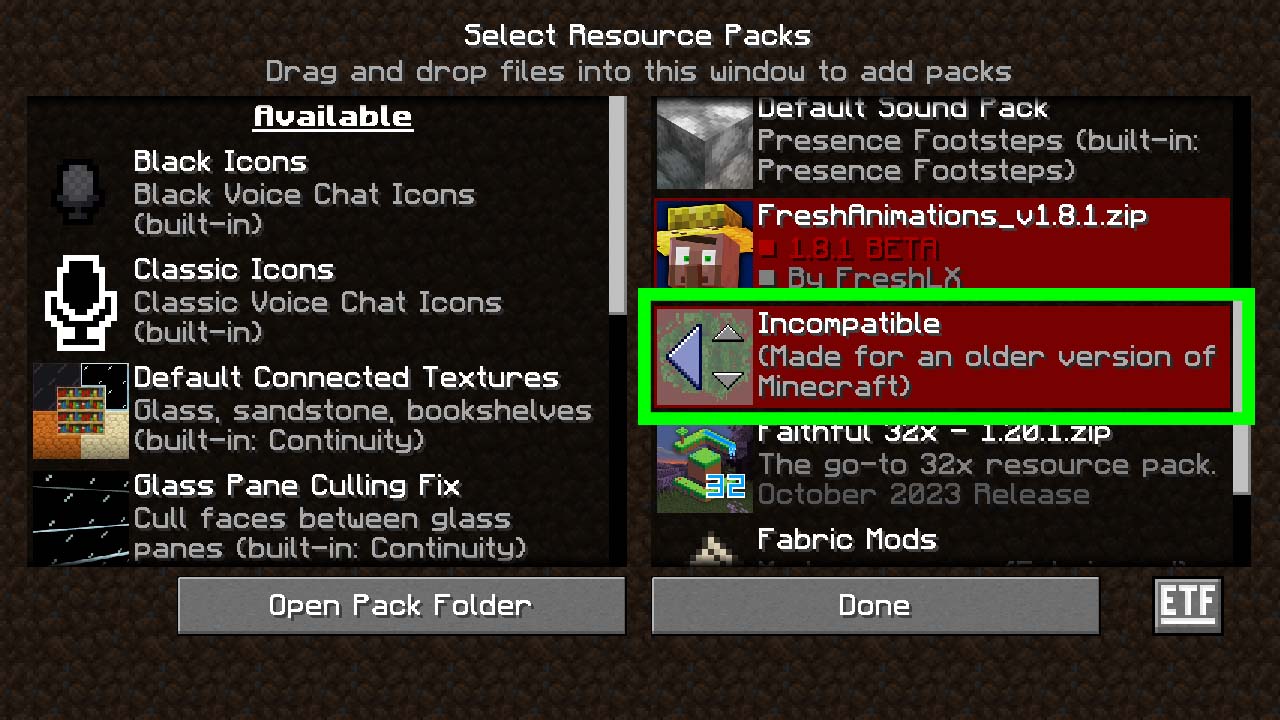 Select Resource Packs
Drag and drop files into this window to add packs
Available
Black Icons
Black Voice Chat Icons
(built-in)
Classic Icons
Classic Voice Chat Icons
(built-in)
Default Connected Textures
Glass, sandstone, bookshelves
(built-in: Continuity)
Glass Pane Culling Fix
Cull faces between glass
panes (built-in: Continuity)
Default Sound Pack
Presence Footsteps (built-in:
Presence Footsteps)
FreshAnimations_v1.8.1.zip
1.8.1 BETA
By FreshLX
Incompatible
(Made for an older version of
Minecraft)
Faithful 32x - 1.20.1.zip
The go-to 32x resource pack.
October 2023 Release
32
Fabric Mods
Open Pack Folder
Done
ETF